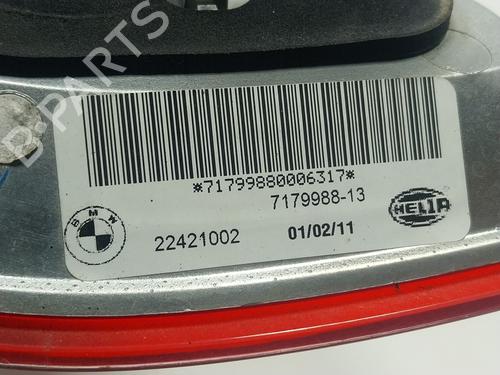 B-PARTS
*71799880006317*
7179988-13
BMW
HELLA
22421002
01/02/11